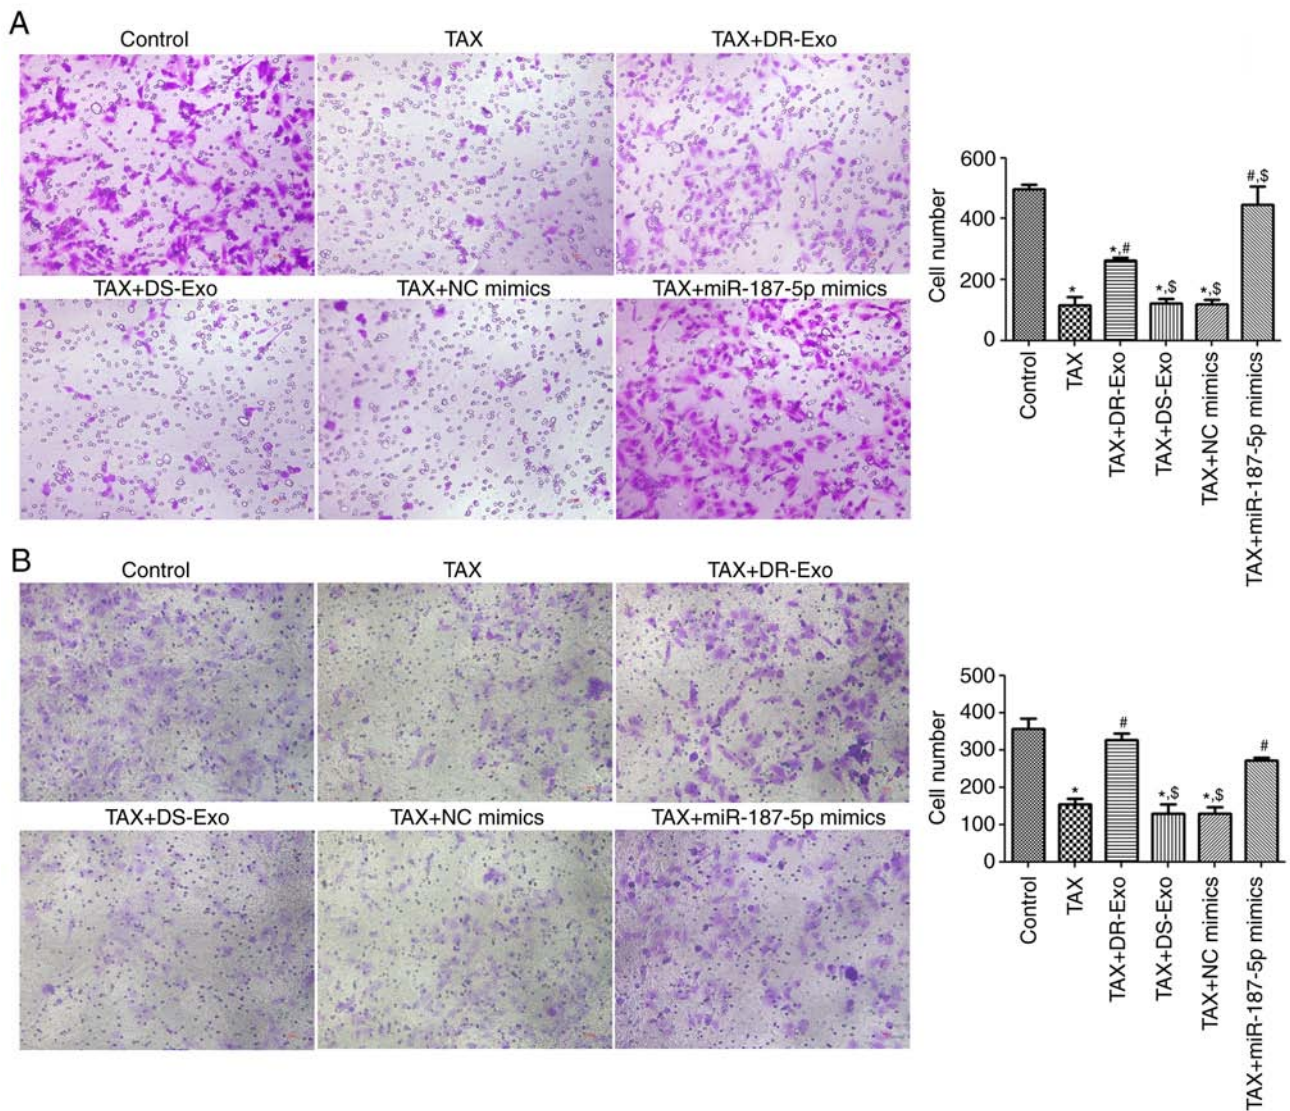 A
Control
TAX
TAX+DR-Exo
TAX+DS-Exo
TAX+NC mimics
TAX+miR-187-5p mimics
Cell number
600
400
200
0
*
*,#
*,$
*,$
#,$
Control
TAX
TAX+DR-Exo
TAX+DS-Exo
TAX+NC mimics
TAX+miR-187-5p mimics
B
Control
TAX
TAX+DR-Exo
TAX+DS-Exo
TAX+NC mimics
TAX+miR-187-5p mimics
Cell number
500
400
300
200
100
0
*
#
*,$
*,$
#
Control
TAX
TAX+DR-Exo
TAX+DS-Exo
TAX+NC mimics
TAX+miR-187-5p mimics